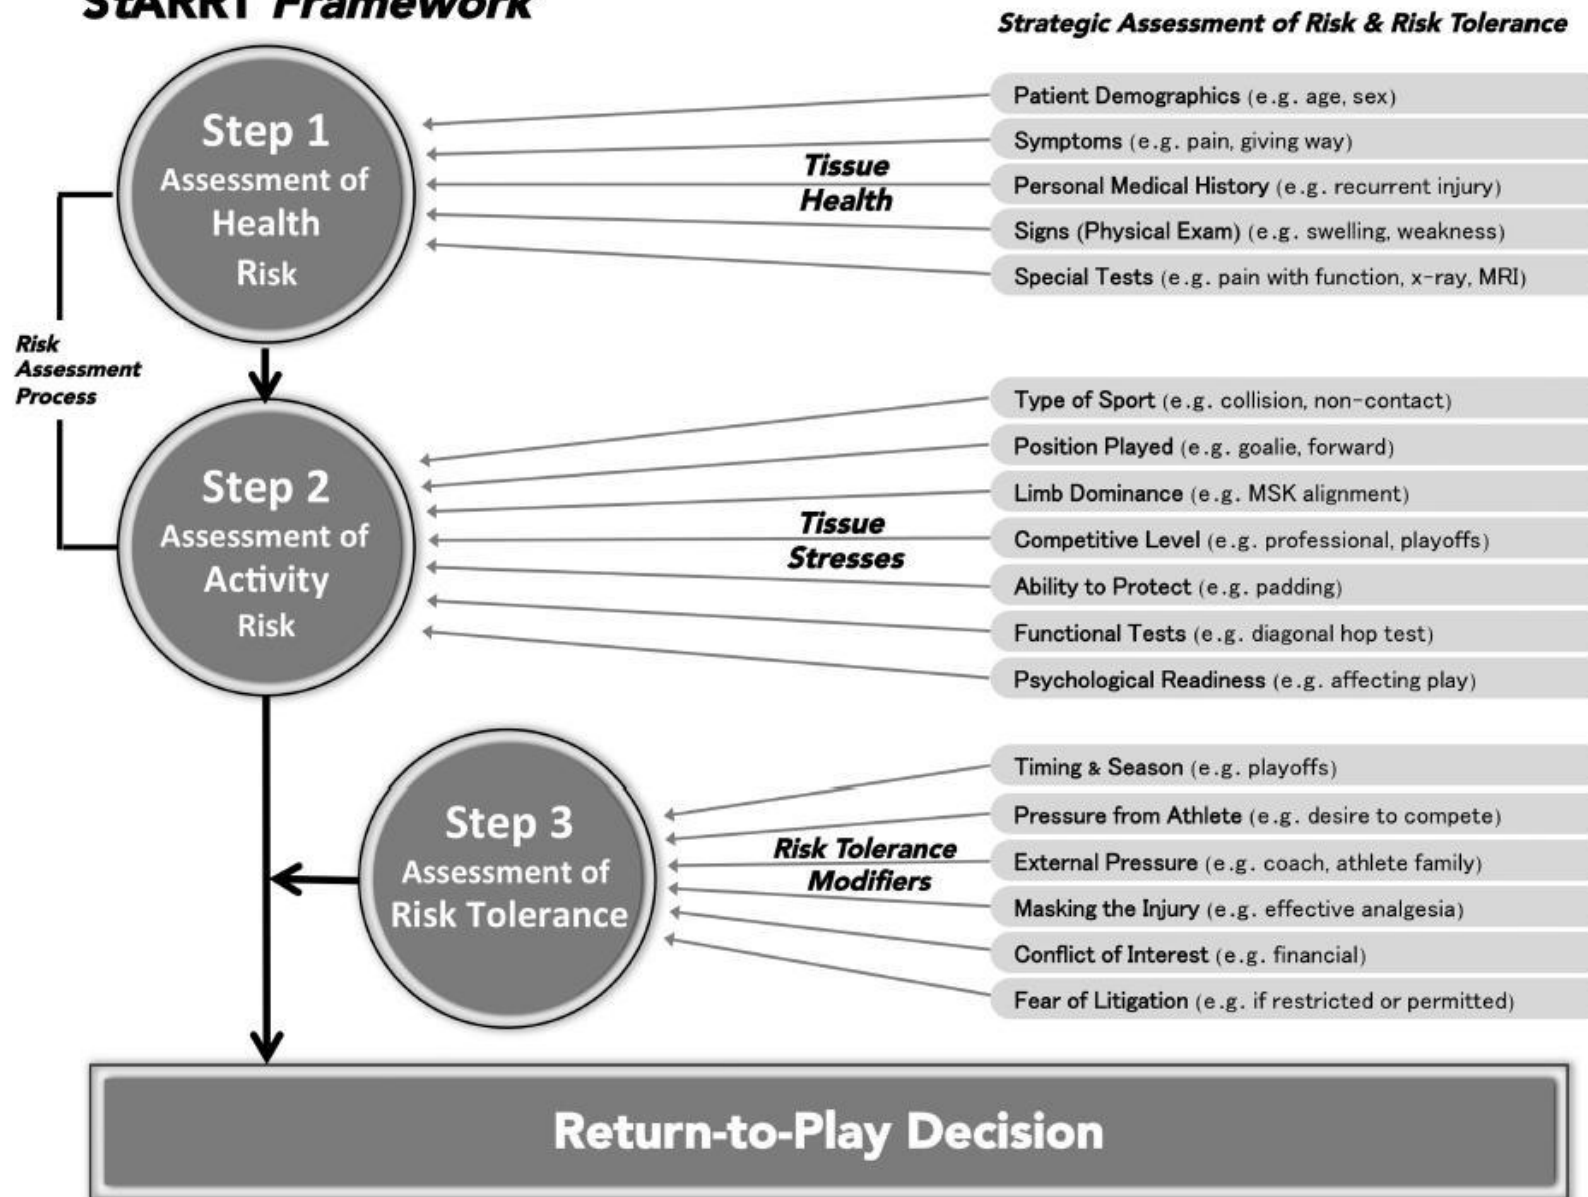 StARRT Framework
Strategic Assessment of Risk & Risk Tolerance
Step 1
Assessment of
Health
Risk
Tissue
Health
Patient Demographics (e.g. age, sex)
Symptoms (e.g. pain, giving way)
Personal Medical History (e.g. recurrent injury)
Signs (Physical Exam) (e.g. swelling, weakness)
Special Tests (e.g. pain with function, x-ray, MRI)
Risk
Assessment
Process
Step 2
Assessment of
Activity
Risk
Tissue
Stresses
Type of Sport (e.g. collision, non-contact)
Position Played (e.g. goalie, forward)
Limb Dominance (e.g. MSK alignment)
Competitive Level (e.g. professional, playoffs)
Ability to Protect (e.g. padding)
Functional Tests (e.g. diagonal hop test)
Psychological Readiness (e.g. affecting play)
Step 3
Assessment of
Risk Tolerance
Risk Tolerance
Modifiers
Timing & Season (e.g. playoffs)
Pressure from Athlete (e.g. desire to compete)
External Pressure (e.g. coach, athlete family)
Masking the Injury (e.g. effective analgesia)
Conflict of Interest (e.g. financial)
Fear of Litigation (e.g. if restricted or permitted)
Return-to-Play Decision